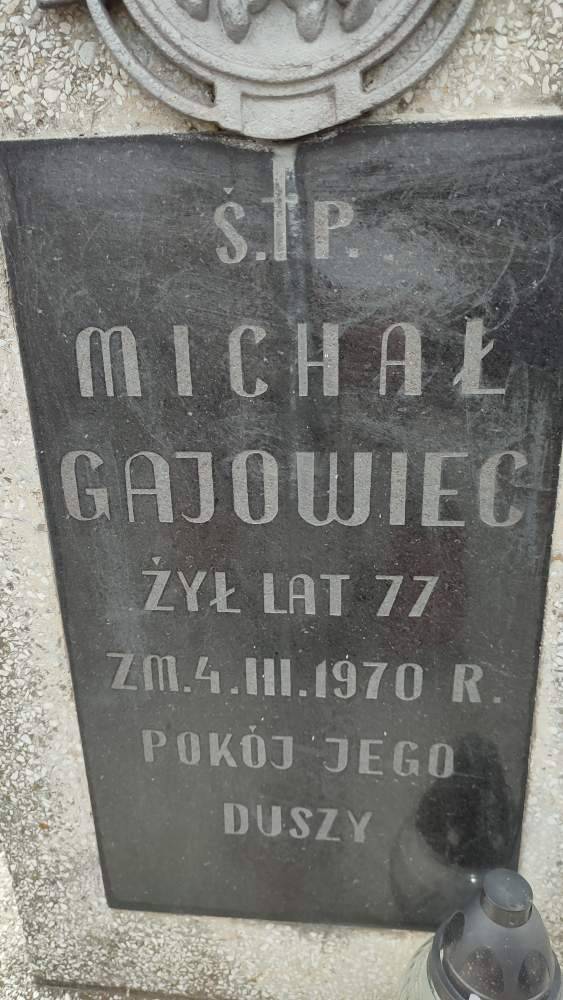 Ś.†P.
MICHAŁ
GAJOWIEC
ŻYŁ LAT 77
ZM.4.III.1970 R.
POKÓJ JEGO
DUSZY